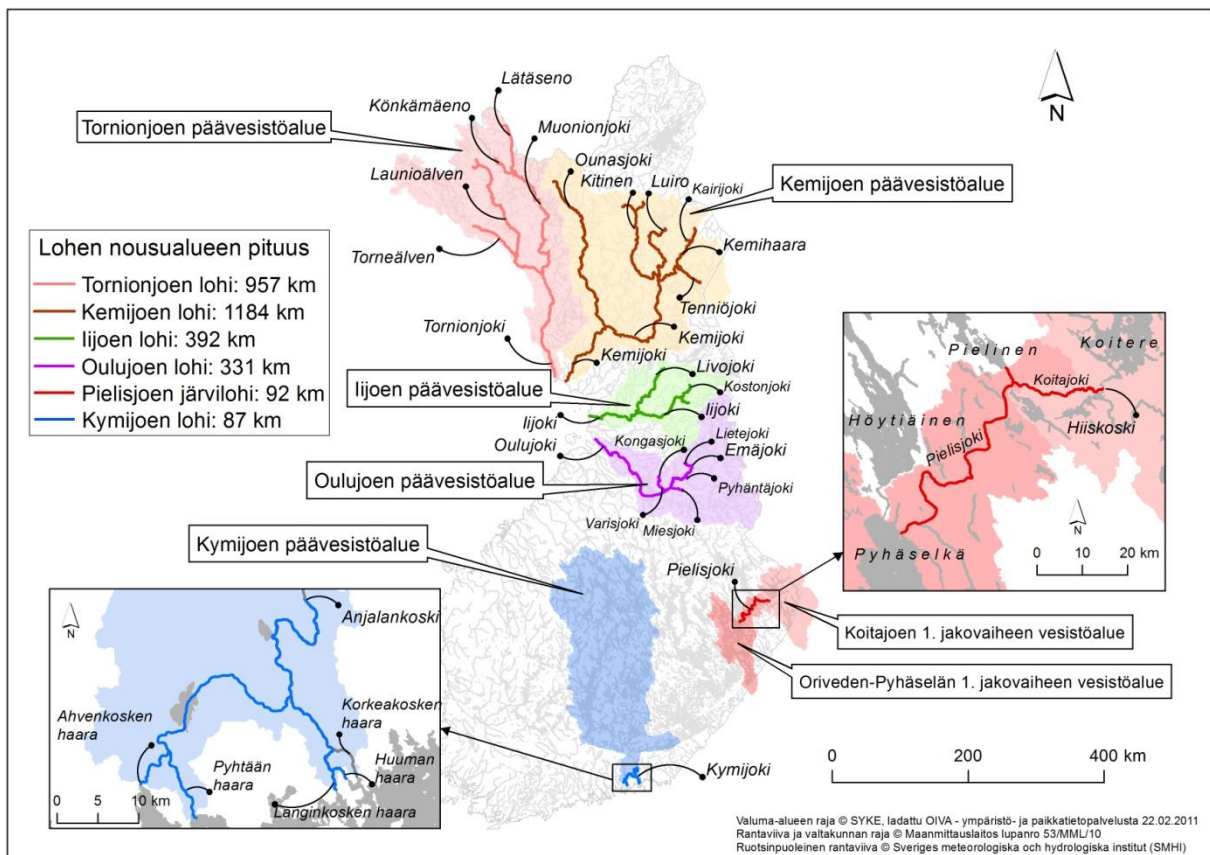 Lätäseno
Könkämäeno
Tornionjoen päävesistöalue
Muonionjoki
N
Ounasjoki
Launioälven
Kitinen
Luiro
Kairijoki
Kemijoen päävesistöalue
Lohen nousualueen pituus
Tornionjoen lohi: 957 km
Kemijoen lohi: 1184 km
Iijoen lohi: 392 km
Oulujoen lohi: 331 km
Pielisjoen järvilohi: 92 km
Kymijoen lohi: 87 km
Torneälven
Kemihaara
Tenniöjoki
Tornionjoki
Kemijoki
Kemijoki
Livojoki
Iijoen päävesistöalue
Kostonjoki
Iijoki
Iijoki
Oulujoki
Kongasjoki
Lietejoki
Emäjoki
Oulujoen päävesistöalue
Pyhäntäjoki
Varisjoki
Miesjoki
Kymijoen päävesistöalue
Pielisjoki
Koitajoen 1. jakovaiheen vesistöalue
Oriveden-Pyhäselän 1. jakovaiheen vesistöalue
Kymijoki
Pielinen
Koitere
Koitajoki
Höytiäinen
Hiiskoski
Pielisjoki
N
Pyhäselkä
0 10 20 km
N
Anjalankoski
Korkeakosken
haara
Ahvenkosken
haara
Huuman
haara
Pyhtään
haara
Langinkosken haara
0 5 10 km
0 200 400 km
Valuma-alueen raja © SYKE, ladattu OIVA - ympäristö- ja paikkatietopalvelusta 22.02.2011
Rantaviiva ja valtakunnan raja © Maanmittauslaitos lupanro 53/MML/10
Ruotsinpuoleinen rantaviiva © Sveriges meteorologiska och hydrologiska institut (SMHI)